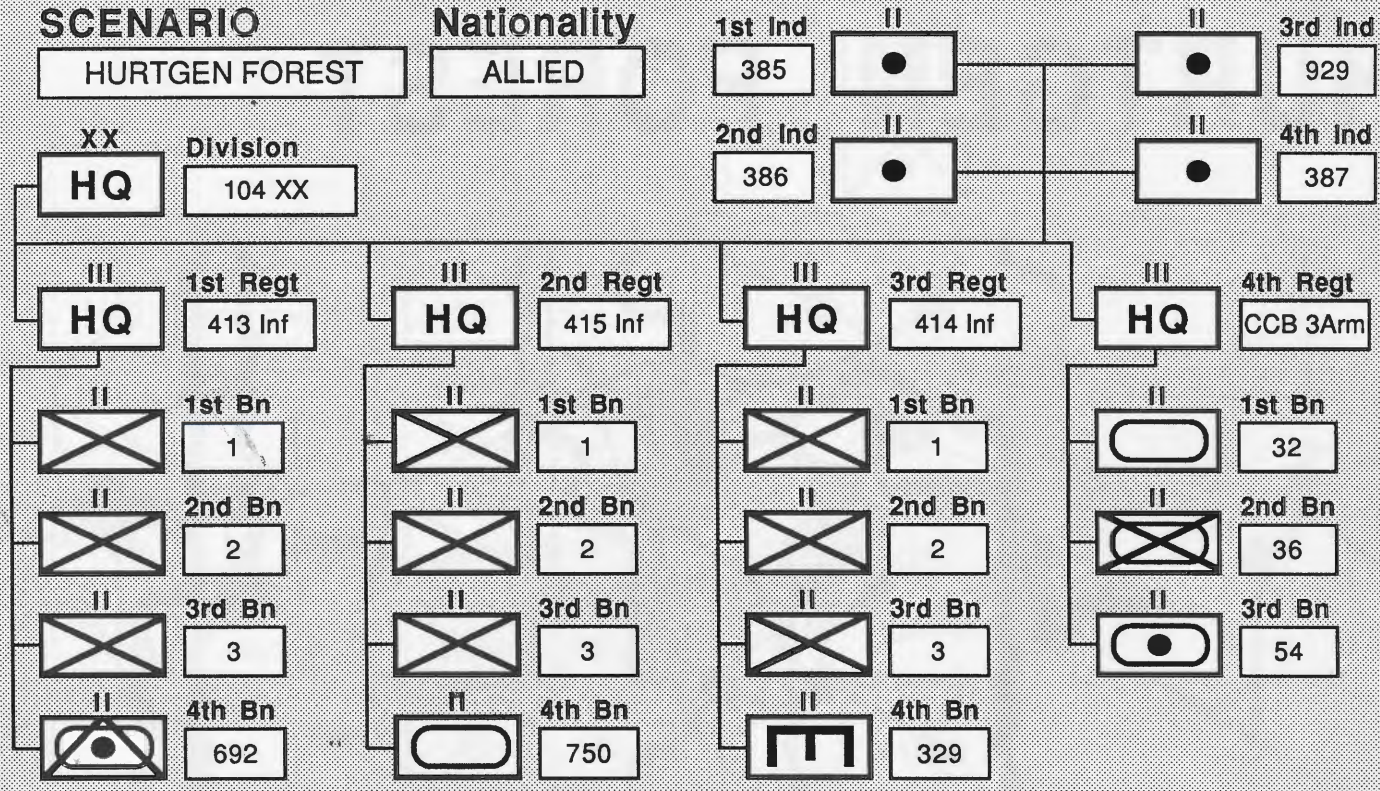 SCENARIO
HURTGEN FOREST
Nationality
ALLIED
1st Ind
385
II
II
3rd Ind
929
2nd Ind
386
II
II
4th Ind
387
XX
HQ
Division
104 XX
III
HQ
1st Regt
413 Inf
III
HQ
2nd Regt
415 Inf
III
HQ
3rd Regt
414 Inf
III
HQ
4th Regt
CCB 3Arm
II
1st Bn
1
II
1st Bn
1
II
1st Bn
1
II
1st Bn
32
II
2nd Bn
2
II
2nd Bn
2
II
2nd Bn
2
II
2nd Bn
36
II
3rd Bn
3
II
3rd Bn
3
II
3rd Bn
3
II
3rd Bn
54
II
4th Bn
692
II
4th Bn
750
II
4th Bn
329